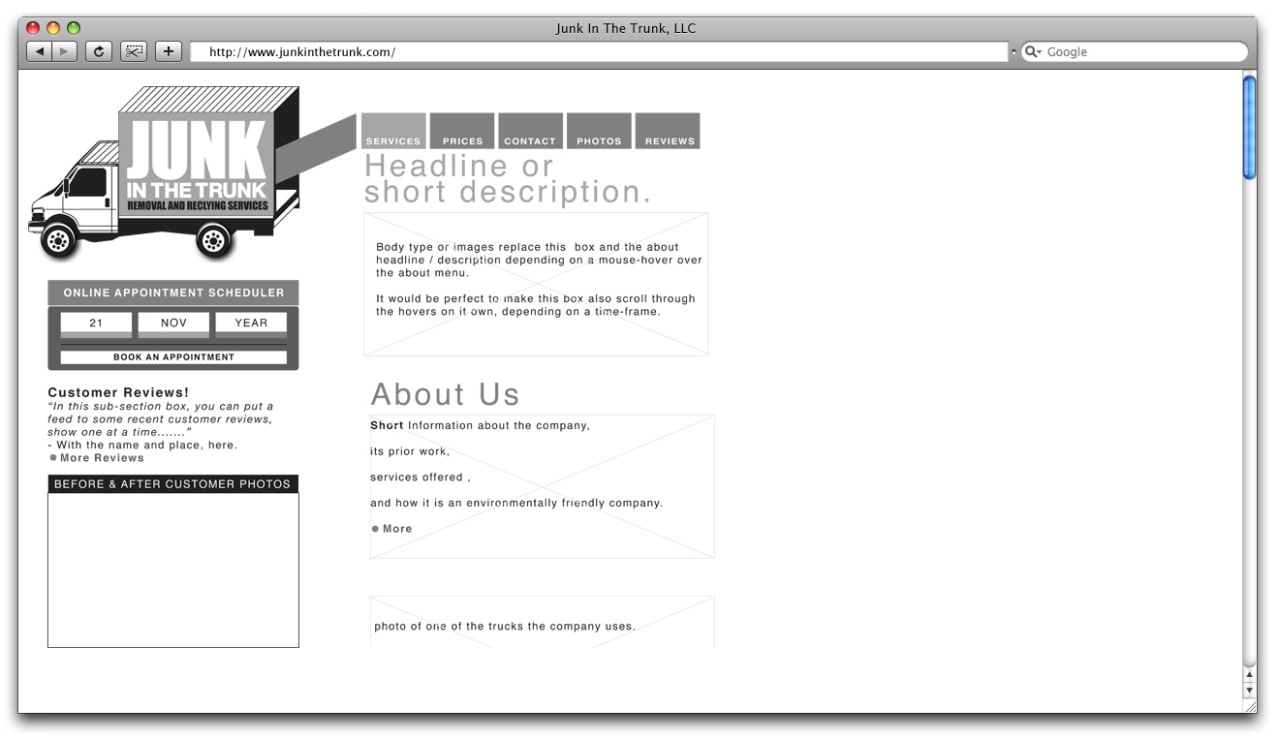 Junk In The Trunk, LLC
http://www.junkinthetrunk.com/
Google
JUNK
IN THE TRUNK
REMOVAL AND RECLYING SERVICES
SERVICES
PRICES
CONTACT
PHOTOS
REVIEWS
Headline or
short description.
Body type or images replace this box and the about
headline / description depending on a mouse-hover over
the about menu.
It would be perfect to make this box also scroll through
the hovers on it own, depending on a time-frame.
ONLINE APPOINTMENT SCHEDULER
21 NOV YEAR
BOOK AN APPOINTMENT
Customer Reviews!
“In this sub-section box, you can put a
feed to some recent customer reviews,
show one at a time.......”
- With the name and place, here.
More Reviews
BEFORE & AFTER CUSTOMER PHOTOS
About Us
Short Information about the company,
its prior work,
services offered ,
and how it is an environmentally friendly company.
More
photo of one of the trucks the company uses.